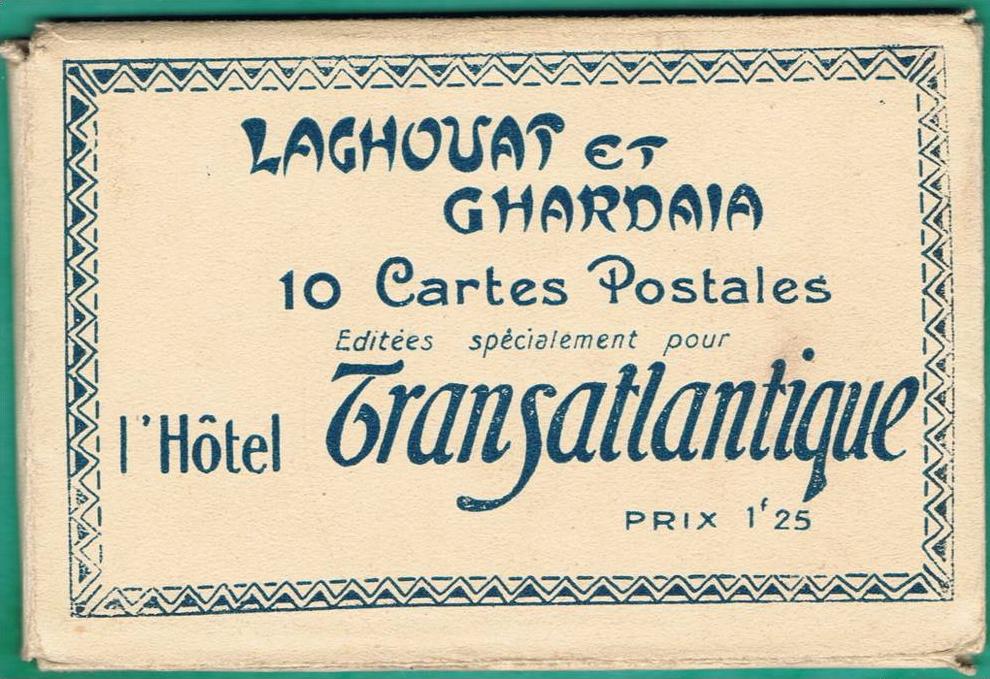 LAGHOUAT ET
GHARDAIA
10 Cartes Postales
Editées spécialement pour
l'Hôtel Transatlantique
PRIX 1f25